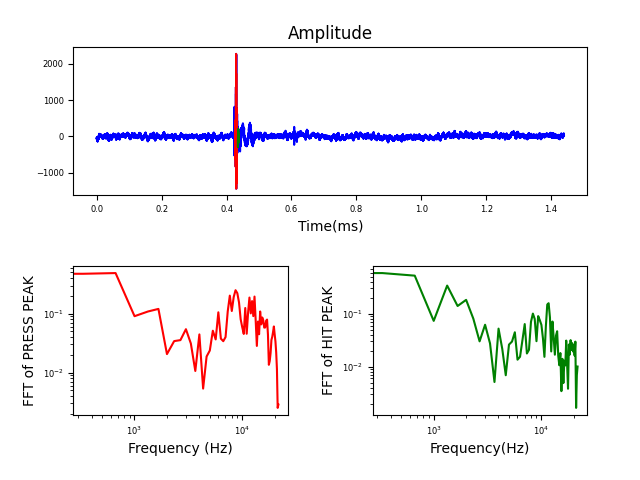 Amplitude
2000
1000
0
−1000
0.0 0.2 0.4 0.6 0.8 1.0 1.2 1.4
Time(ms)
FFT of PRESS PEAK
10⁻¹
10⁻²
10³ 10⁴
Frequency (Hz)
FFT of HIT PEAK
10⁻¹
10⁻²
10³ 10⁴
Frequency(Hz)